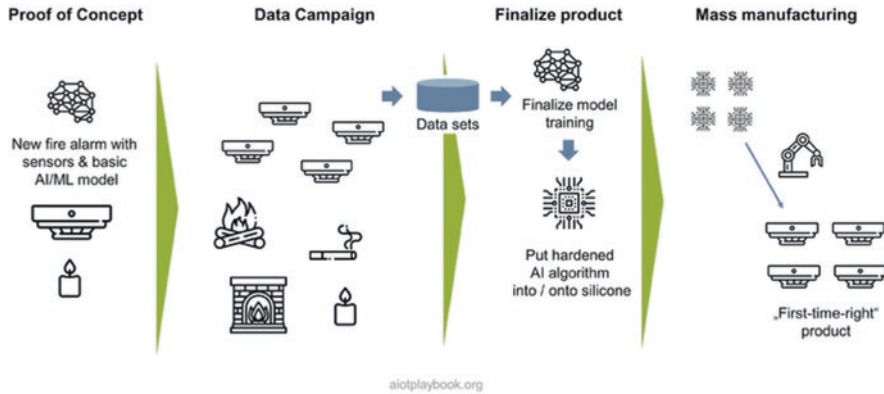 Proof of Concept
Data Campaign
Finalize product
Mass manufacturing
New fire alarm with
sensors & basic
AI/ML model
Data sets
Finalize model
training
Put hardened
AI algorithm
into / onto silicone
„First-time-right“
product
aiotplaybook.org